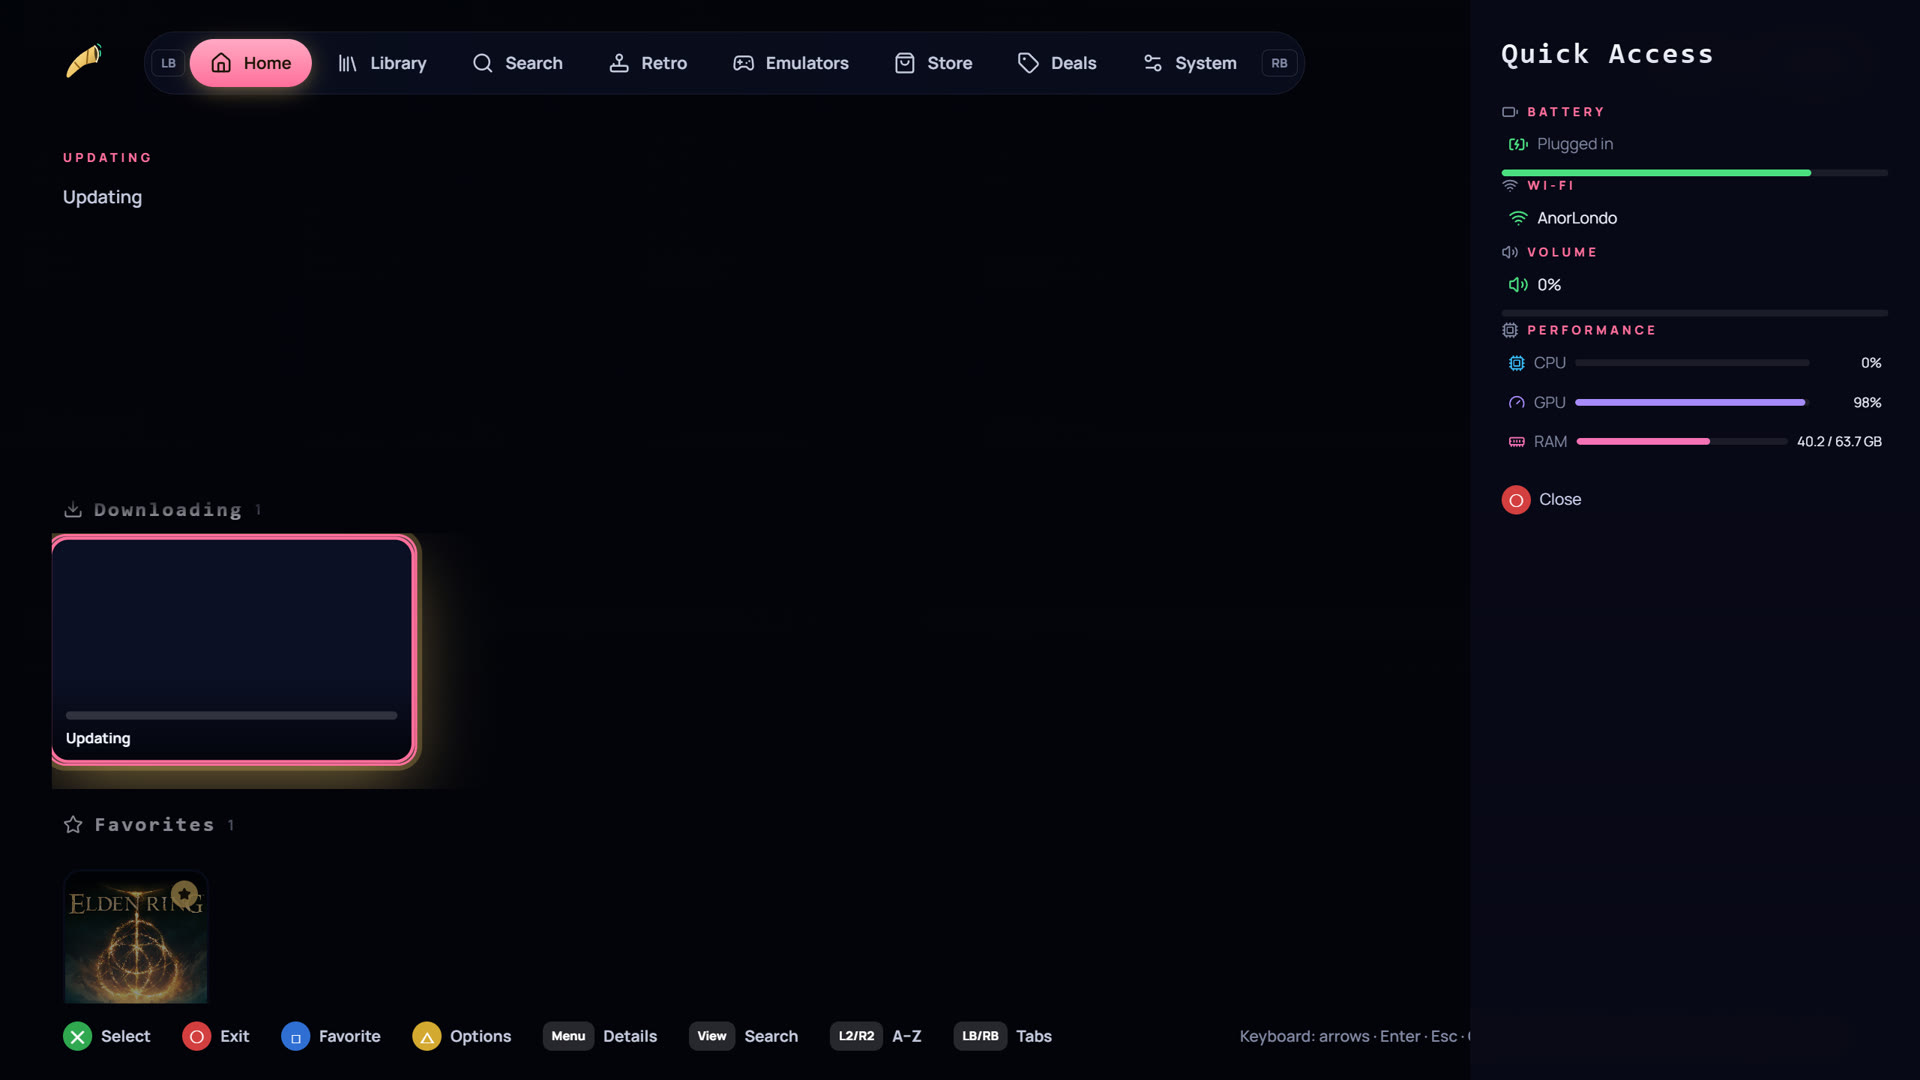 LB Home Library Search Retro Emulators Store Deals System RB
UPDATING
Updating
Downloading 1
Updating
Favorites 1
ELDEN RING
Select Exit Favorite Options Menu Details View Search L2/R2 A-Z LB/RB Tabs Keyboard: arrows · Enter · Esc ·
Quick Access
BATTERY
Plugged in
WI-FI
AnorLondo
VOLUME
0%
PERFORMANCE
CPU 0%
GPU 98%
RAM 40.2 / 63.7 GB
Close